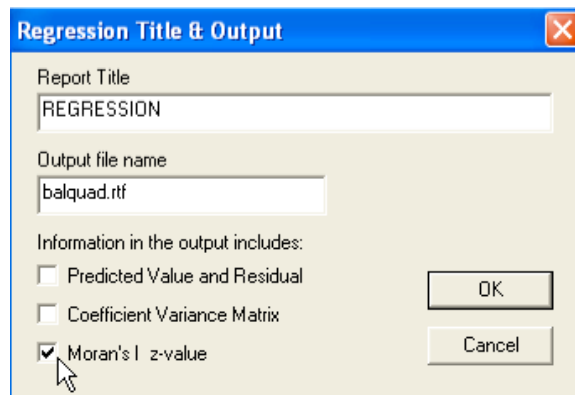 Regression Title & Output
Report Title
REGRESSION
Output file name
balquad.rtf
Information in the output includes:
Predicted Value and Residual
OK
Coefficient Variance Matrix
Moran's I z-value
Cancel